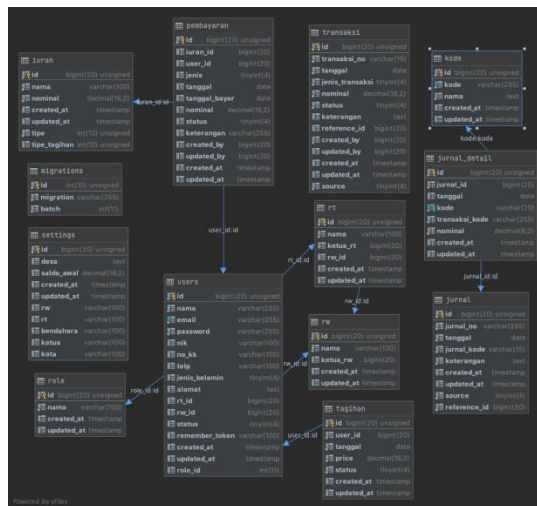 pembayaran
id bigint(20) unsigned
iuran_id bigint(20)
user_id bigint(20)
jenis tinyint(4)
tanggal date
tanggal_beyar date
nominal decimal(16,2)
status tinyint(4)
keterangan varchar(255)
created_by bigint(20)
updated_by bigint(20)
created_at timestamp
updated_at timestamp
transaksi
id bigint(20) unsigned
transaksi_no varchar(15)
tanggal date
jenis_transaksi tinyint(4)
nominal decimal(16,2)
status tinyint(4)
keterangan text
reference_id bigint(20)
created_by bigint(20)
updated_by bigint(20)
created_at timestamp
updated_at timestamp
source tinyint(4)
iuran
id bigint(20) unsigned
nama varchar(100)
nominal decimal(16,2)
created_at timestamp
updated_at timestamp
tipe int(10) unsigned
tipe_tagihan int(10) unsigned
iuran_id:id
kode
id bigint(20) unsigned
kode varchar(255)
nama text
created_at timestamp
updated_at timestamp
kode:kode
migrations
id int(10) unsigned
migration varchar(255)
batch int(11)
jurnal_detail
id bigint(20) unsigned
jurnal_id bigint(20)
tanggal date
kode varchar(20)
transaksi_kode varchar(255)
nominal decimal(8,2)
created_at timestamp
updated_at timestamp
jurnal_id:id
settings
id bigint(20) unsigned
desa text
saldo_awal decimal(16,2)
created_at timestamp
updated_at timestamp
rw varchar(100)
rt varchar(100)
bendahara varchar(100)
ketua varchar(100)
kota varchar(100)
user_id:id
rt
id bigint(20) unsigned
nama varchar(100)
ketua_rt bigint(20)
rw_id bigint(20)
created_at timestamp
updated_at timestamp
rt_id:id
rw_id:id
users
id bigint(20) unsigned
nama varchar(255)
email varchar(255)
password varchar(255)
nik varchar(100)
no_kk varchar(100)
telp varchar(100)
jenis_kelamin tinyint(4)
alamat text
rt_id bigint(20)
rw_id bigint(20)
status tinyint(4)
remember_token varchar(100)
created_at timestamp
updated_at timestamp
role_id int(11)
rw
id bigint(20) unsigned
nama varchar(100)
ketua_rw bigint(20)
created_at timestamp
updated_at timestamp
rw_id:id
jurnal
id bigint(20) unsigned
jurnal_no varchar(255)
tanggal date
jurnal_kode varchar(15)
keterangan text
created_at timestamp
updated_at timestamp
source tinyint(4)
reference_id bigint(20)
role
id bigint(20) unsigned
nama varchar(100)
created_at timestamp
updated_at timestamp
role_id:id
tagihan
id bigint(20) unsigned
user_id bigint(20)
tanggal date
price decimal(16,2)
status tinyint(4)
created_at timestamp
updated_at timestamp
user_id:id
Powered by yFiles